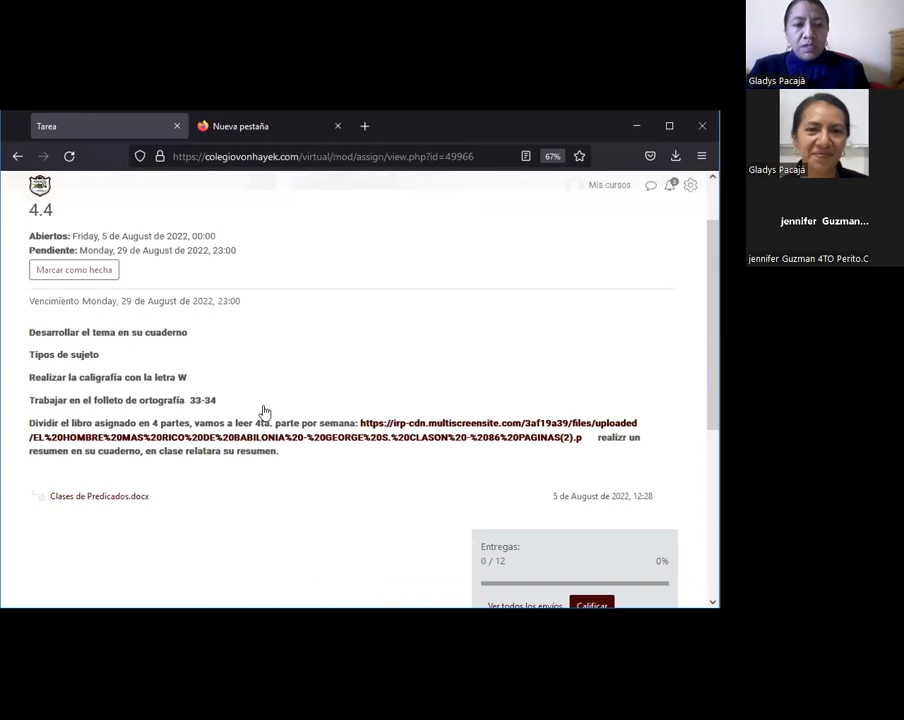 Tarea
Nueva pestaña
https://colegiovonhayek.com/virtual/mod/assign/view.php?id=49966
67%
Mis cursos
4.4
Abiertos: Friday, 5 de August de 2022, 00:00
Pendiente: Monday, 29 de August de 2022, 23:00
Marcar como hecha
Vencimiento Monday, 29 de August de 2022, 23:00
Desarrollar el tema en su cuaderno
Tipos de sujeto
Realizar la caligrafía con la letra W
Trabajar en el folleto de ortografía 33-34
Dividir el libro asignado en 4 partes, vamos a leer 4ta. parte por semana: https://irp-cdn.multiscreensite.com/3af19a39/files/uploaded
/EL%20HOMBRE%20MAS%20RICO%20DE%20BABILONIA%20-%20GEORGE%20S.%20CLASON%20-%2086%20PAGINAS(2).p realizr un
resumen en su cuaderno, en clase relatara su resumen.
Clases de Predicados.docx
5 de August de 2022, 12:28
Entregas:
0 / 12
0%
Ver todos los envíos
Calificar
Gladys Pacajá
Gladys Pacajá
jennifer Guzman...
jennifer Guzman 4TO Perito.C